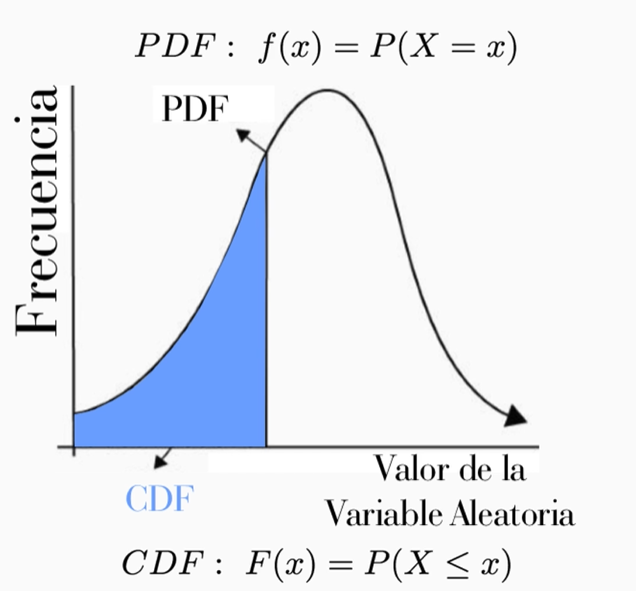 PDF : f(x) = P(X = x)
PDF
Frecuencia
CDF
Valor de la
Variable Aleatoria
CDF : F(x) = P(X ≤ x)